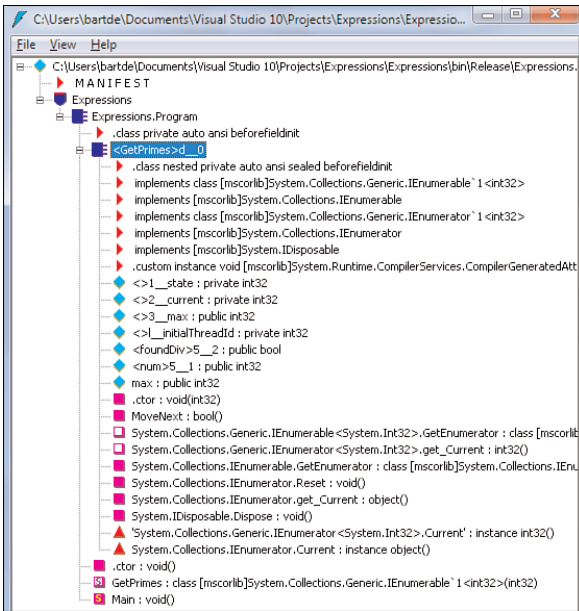 C:\Users\bartde\Documents\Visual Studio 10\Projects\Expressions\Expressio...
File View Help
C:\Users\bartde\Documents\Visual Studio 10\Projects\Expressions\Expressions\bin\Release\Expressions.
MANIFEST
Expressions
Expressions.Program
.class private auto ansi beforefieldinit
<GetPrimes>d__0
.class nested private auto ansi sealed beforefieldinit
implements class [mscorlib]System.Collections.Generic.IEnumerable`1<int32>
implements [mscorlib]System.Collections.IEnumerable
implements class [mscorlib]System.Collections.Generic.IEnumerator`1<int32>
implements [mscorlib]System.Collections.IEnumerator
implements [mscorlib]System.IDisposable
.custom instance void [mscorlib]System.Runtime.CompilerServices.CompilerGeneratedAtt
<>1__state : private int32
<>2__current : private int32
<>3__max : public int32
<>l__initialThreadId : private int32
<foundDiv>5__2 : public bool
<num>5__1 : public int32
max : public int32
.ctor : void(int32)
MoveNext : bool()
System.Collections.Generic.IEnumerable<System.Int32>.GetEnumerator : class [mscorlib
System.Collections.Generic.IEnumerator<System.Int32>.get_Current : int32()
System.Collections.IEnumerable.GetEnumerator : class [mscorlib]System.Collections.IEnu
System.Collections.IEnumerator.Reset : void()
System.Collections.IEnumerator.get_Current : object()
System.IDisposable.Dispose : void()
'System.Collections.Generic.IEnumerator<System.Int32>.Current' : instance int32()
System.Collections.IEnumerator.Current : instance object()
.ctor : void()
GetPrimes : class [mscorlib]System.Collections.Generic.IEnumerable`1<int32>(int32)
Main : void()